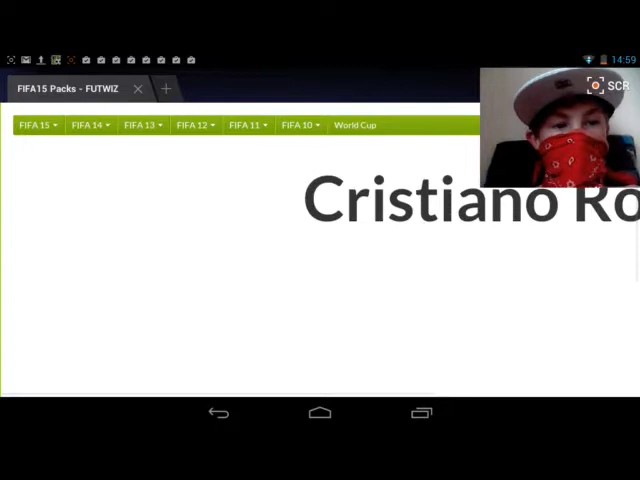 14:59
FIFA15 Packs - FUTWIZ
SCR
FIFA 15 FIFA 14 FIFA 13 FIFA 12 FIFA 11 FIFA 10 World Cup
Cristiano Ro